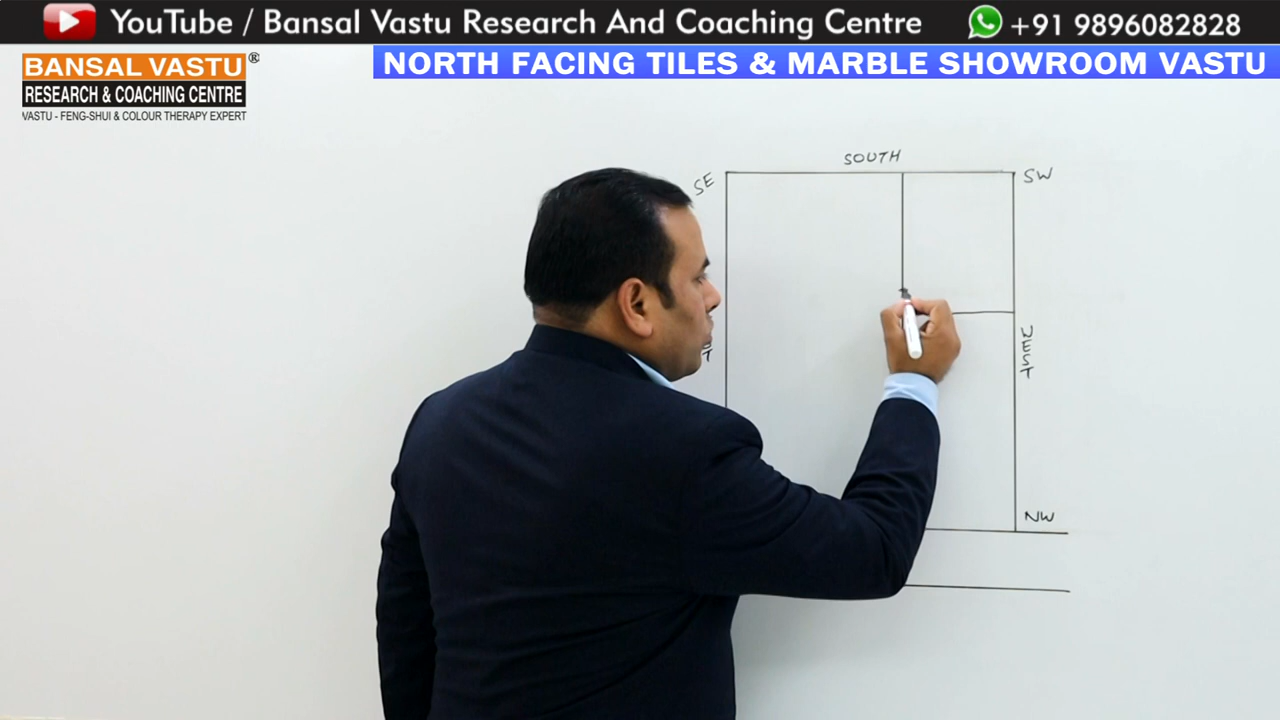 YouTube / Bansal Vastu Research And Coaching Centre
+91 9896082828
BANSAL VASTU®
RESEARCH & COACHING CENTRE
VASTU - FENG-SHUI & COLOUR THERAPY EXPERT
NORTH FACING TILES & MARBLE SHOWROOM VASTU
SOUTH
SE
SW
T
WEST
NW